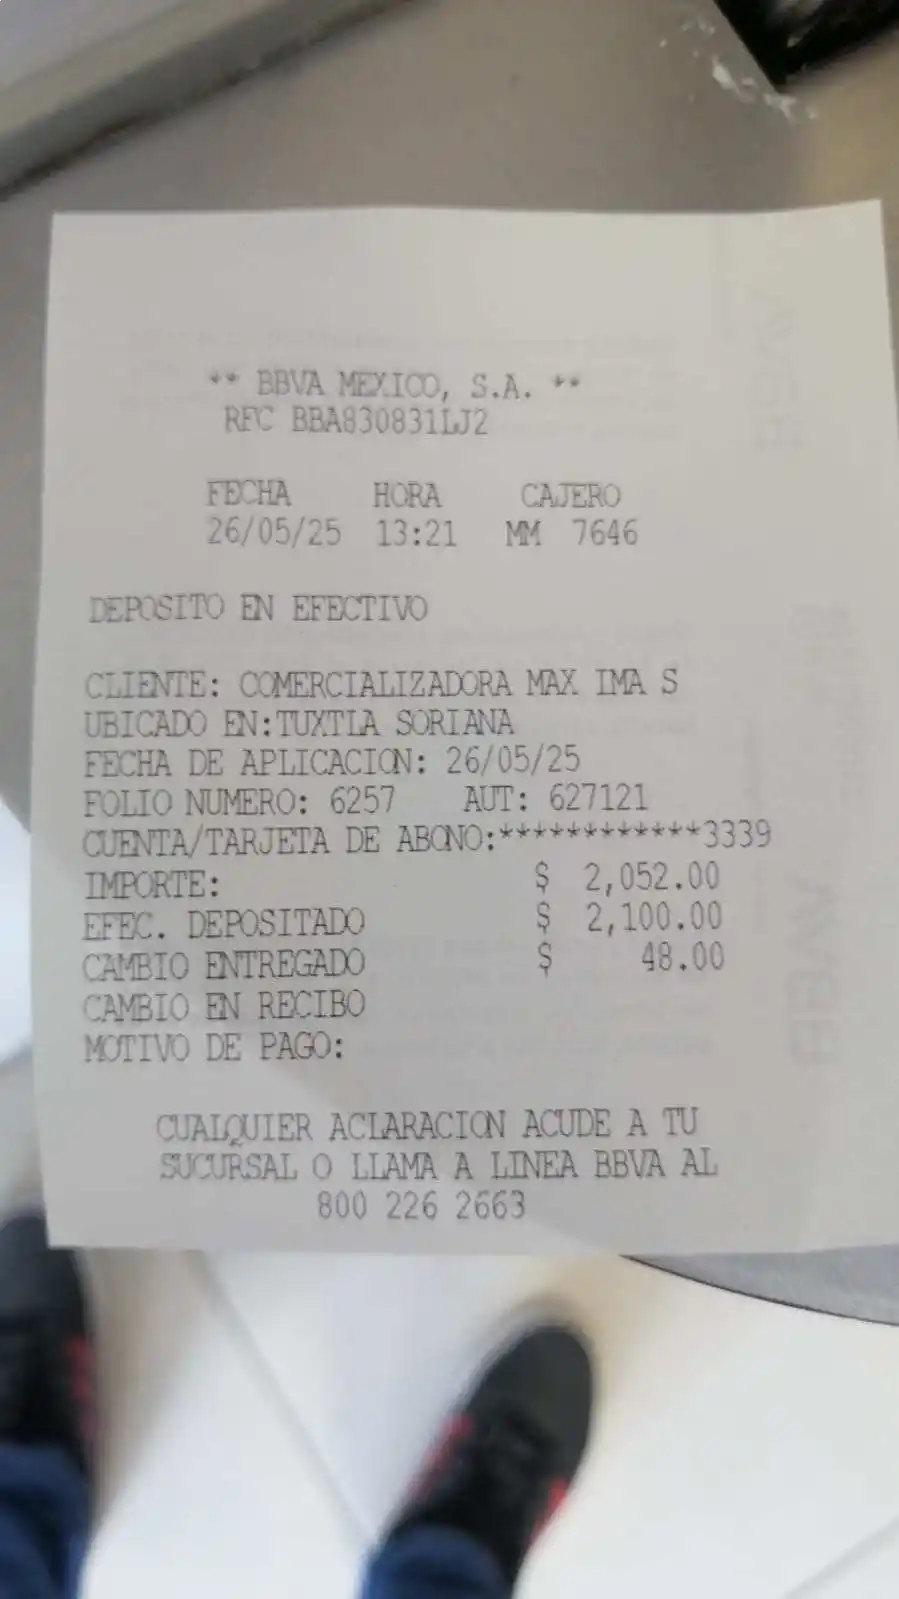 ** BBVA MEXICO, S.A. **
RFC BBA830831LJ2
FECHA HORA CAJERO
26/05/25 13:21 MM 7646
DEPOSITO EN EFECTIVO
CLIENTE: COMERCIALIZADORA MAX IMA S
UBICADO EN:TUXTLA SORIANA
FECHA DE APLICACION: 26/05/25
FOLIO NUMERO: 6257 AUT: 627121
CUENTA/TARJETA DE ABONO:************3339
IMPORTE: $ 2,052.00
EFEC. DEPOSITADO $ 2,100.00
CAMBIO ENTREGADO $ 48.00
CAMBIO EN RECIBO
MOTIVO DE PAGO:
CUALQUIER ACLARACION ACUDE A TU
SUCURSAL O LLAMA A LINEA BBVA AL
800 226 2663